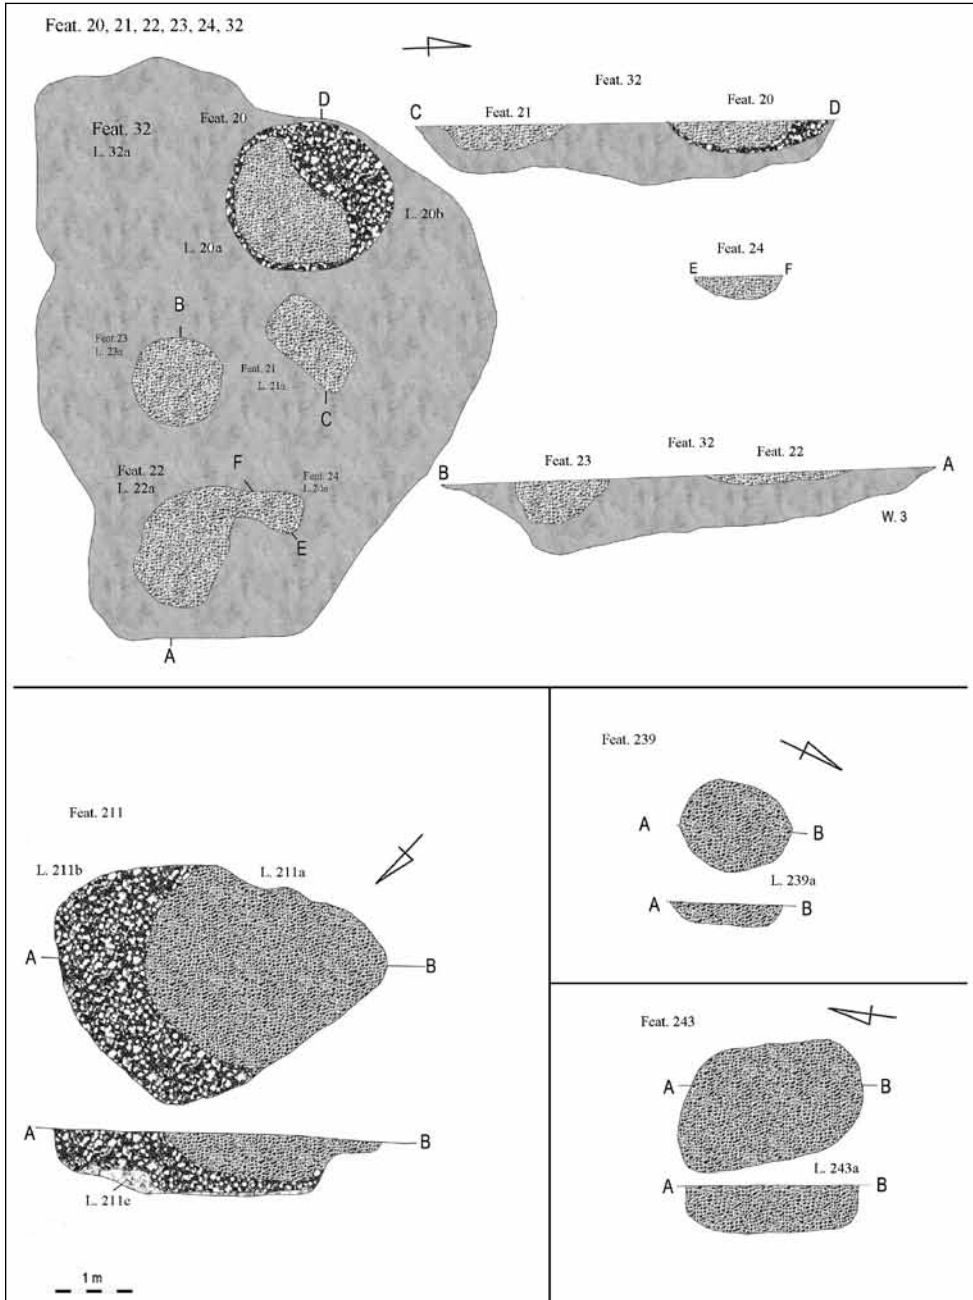 Feat. 20, 21, 22, 23, 24, 32
Feat. 32
L. 32a
Feat. 20
D
L. 20b
L. 20a
B
Feat.23
L. 23a
Feat. 21
L. 21a
C
Feat. 22
L. 22a
F
Feat. 24
L. 24a
E
A
Feat. 32
C
Feat. 21
Feat. 20
D
Feat. 24
E
F
Feat. 32
B
Feat. 23
Feat. 22
A
W. 3
Feat. 211
L. 211b
L. 211a
A
B
A
B
L. 211c
1 m
Feat. 239
A
B
L. 239a
A
B
Feat. 243
A
B
L. 243a
A
B